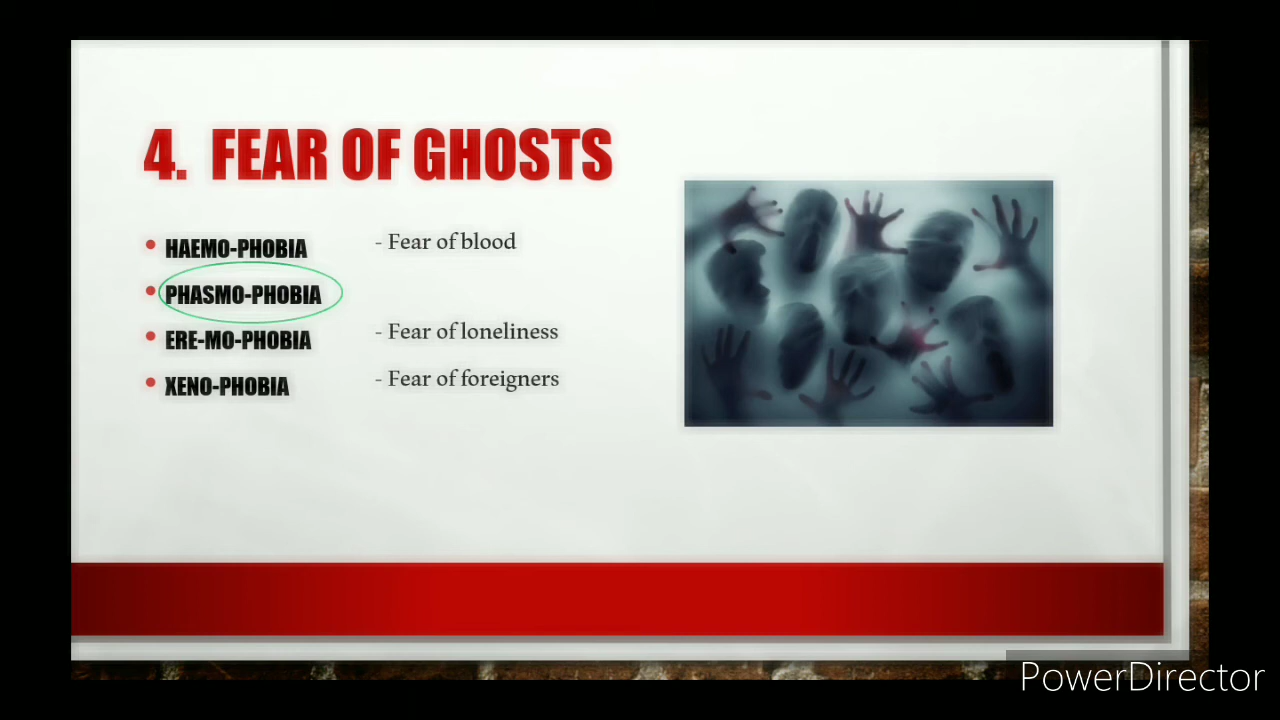 4. FEAR OF GHOSTS
HAEMO-PHOBIA - Fear of blood
PHASMO-PHOBIA
ERE-MO-PHOBIA - Fear of loneliness
XENO-PHOBIA - Fear of foreigners
PowerDirector